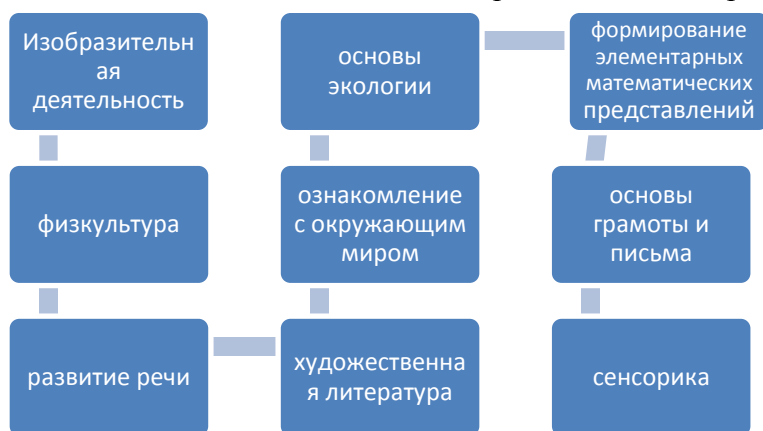 Изобразительн
ая
деятельность
физкультура
развитие речи
основы
экологии
ознакомление
с окружающим
миром
художественна
я литература
формирование
элементарных
математических
представлений
основы
грамоты и
письма
сенсорика